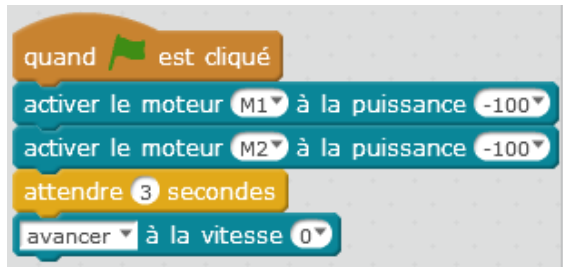 quand est cliqué
activer le moteur M1 à la puissance -100
activer le moteur M2 à la puissance -100
attendre 3 secondes
avancer à la vitesse 0